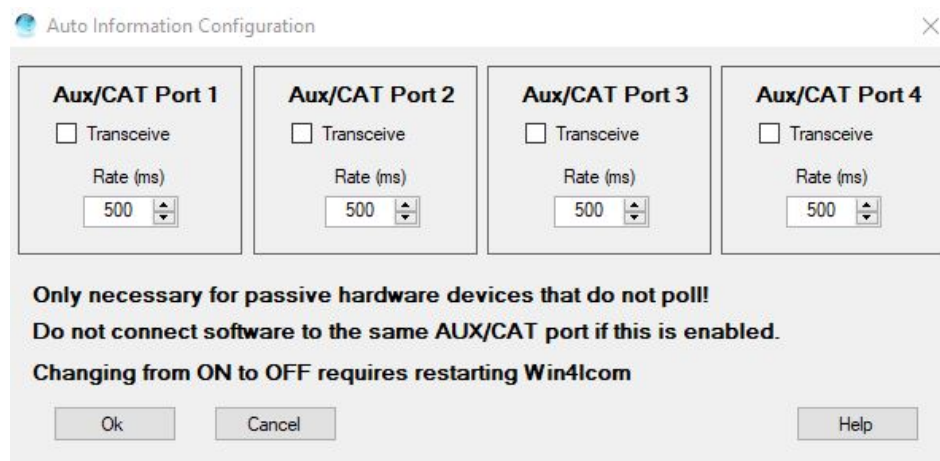 Auto Information Configuration
Aux/CAT Port 1 Aux/CAT Port 2 Aux/CAT Port 3 Aux/CAT Port 4
Transceive Transceive Transceive Transceive
Rate (ms) Rate (ms) Rate (ms) Rate (ms)
500 500 500 500
Only necessary for passive hardware devices that do not poll!
Do not connect software to the same AUX/CAT port if this is enabled.
Changing from ON to OFF requires restarting Win4Icom
Ok Cancel Help